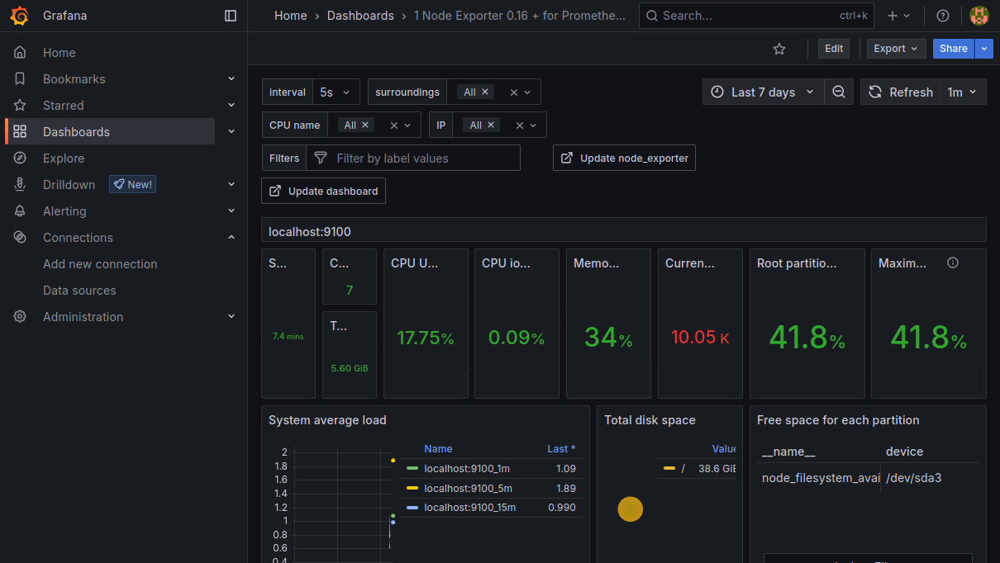 Grafana
Home › Dashboards › 1 Node Exporter 0.16 + for Promethe...
Search...
ctrl+k
Edit
Export
Share
Home
Bookmarks
Starred
Dashboards
Explore
Drilldown
New!
Alerting
Connections
Add new connection
Data sources
Administration
interval
5s
surroundings
All
Last 7 days
Refresh
1m
CPU name
All
IP
All
Filters
Filter by label values
Update node_exporter
Update dashboard
localhost:9100
S...
7.4 mins
C...
7
T...
5.60 GiB
CPU U...
17.75%
CPU io...
0.09%
Memo...
34%
Curren...
10.05 K
Root partitio...
41.8%
Maxim...
41.8%
System average load
2
1.8
1.6
1.4
1.2
1
0.8
0.6
0.4
Name Last *
localhost:9100_1m 1.09
localhost:9100_5m 1.89
localhost:9100_15m 0.990
Total disk space
Value
/ 38.6 GiB
Free space for each partition
__name__ device
node_filesystem_avai /dev/sda3